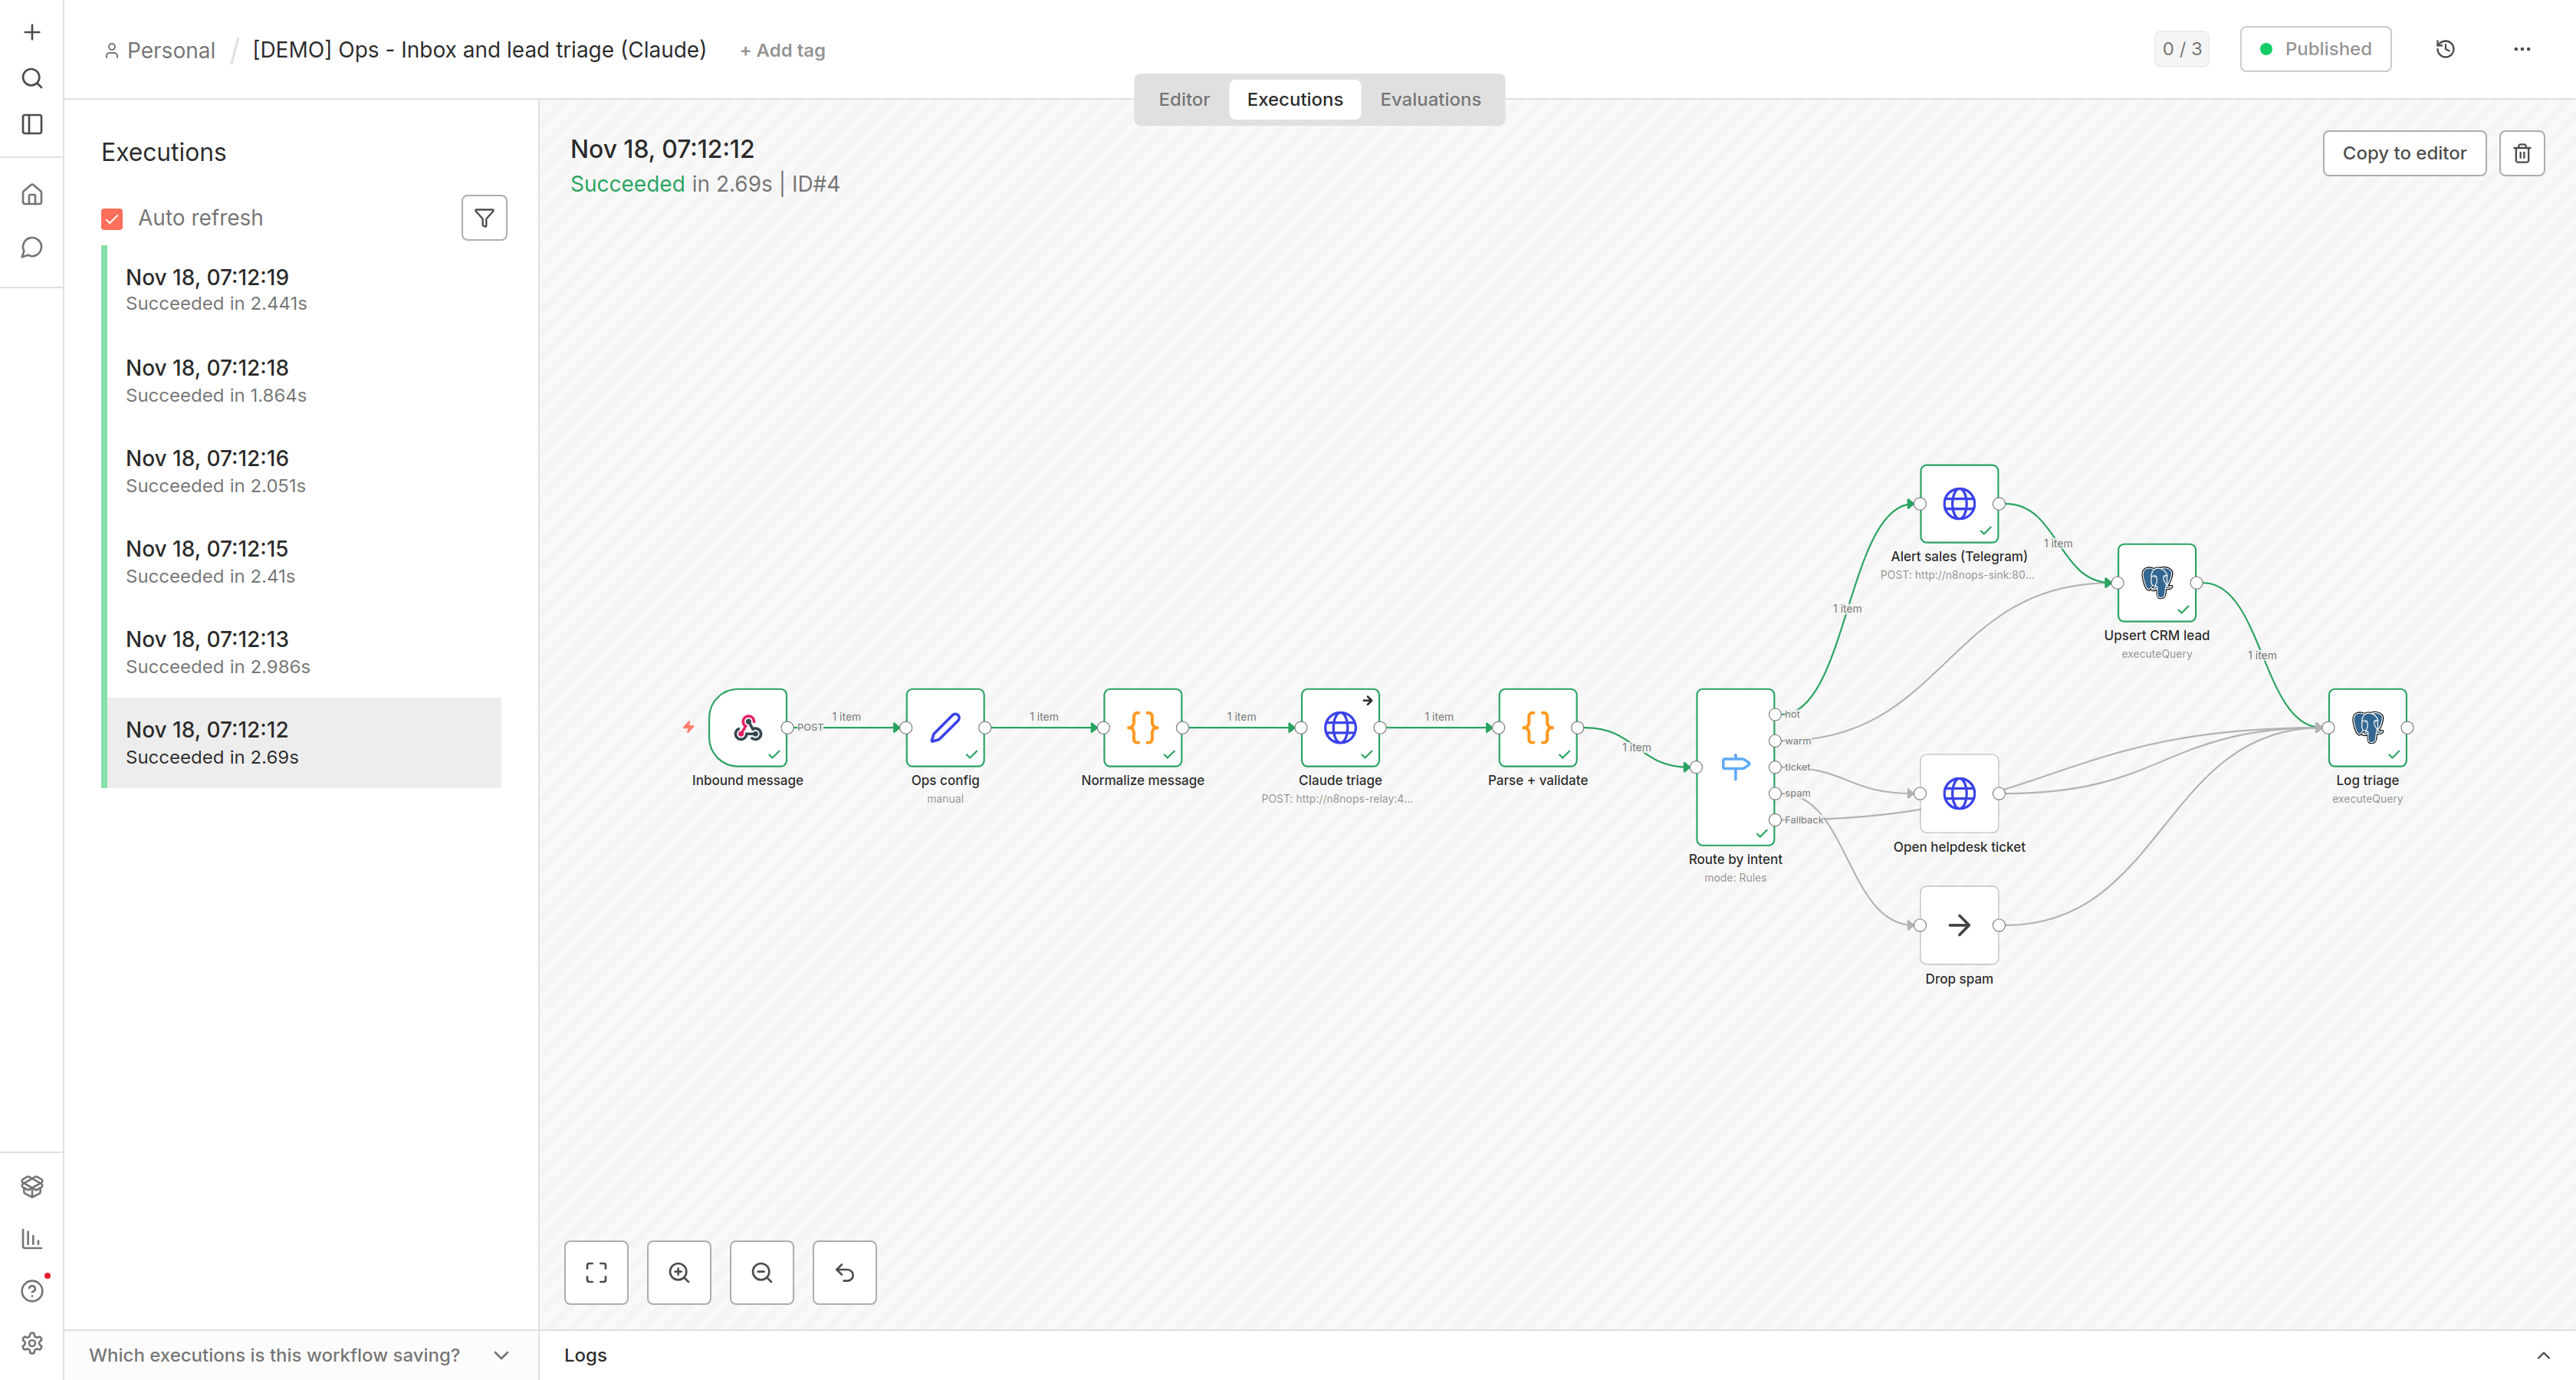 Personal / [DEMO] Ops - Inbox and lead triage (Claude) + Add tag
0 / 3
Published
Editor
Executions
Evaluations
Executions
Auto refresh
Nov 18, 07:12:19
Succeeded in 2.441s
Nov 18, 07:12:18
Succeeded in 1.864s
Nov 18, 07:12:16
Succeeded in 2.051s
Nov 18, 07:12:15
Succeeded in 2.41s
Nov 18, 07:12:13
Succeeded in 2.986s
Nov 18, 07:12:12
Succeeded in 2.69s
Which executions is this workflow saving?
Nov 18, 07:12:12
Succeeded in 2.69s | ID#4
Copy to editor
Inbound message
POST
1 item
Ops config
manual
1 item
Normalize message
1 item
Claude triage
POST: http://n8nops-relay:4...
1 item
Parse + validate
1 item
Route by intent
mode: Rules
hot
warm
ticket
spam
Fallback
1 item
Alert sales (Telegram)
POST: http://n8nops-sink:80...
1 item
Upsert CRM lead
executeQuery
1 item
Open helpdesk ticket
Drop spam
Log triage
executeQuery
Logs